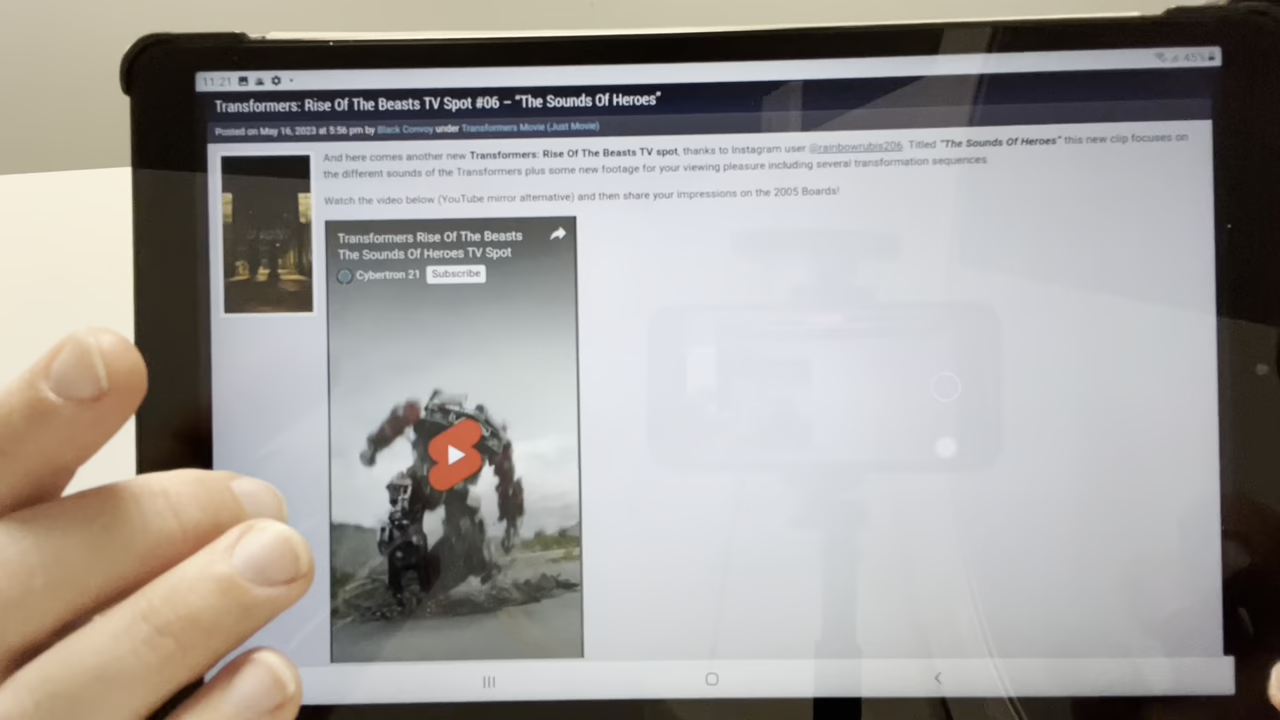 11:21
45%
Transformers: Rise Of The Beasts TV Spot #06 – “The Sounds Of Heroes”
Posted on May 16, 2023 at 5:56 pm by Black Convoy under Transformers Movie (Just Movie)
And here comes another new Transformers: Rise Of The Beasts TV spot, thanks to Instagram user @rainbowrubis206. Titled "The Sounds Of Heroes" this new clip focuses on
the different sounds of the Transformers plus some new footage for your viewing pleasure including several transformation sequences.
Watch the video below (YouTube mirror alternative) and then share your impressions on the 2005 Boards!
Transformers Rise Of The Beasts
The Sounds Of Heroes TV Spot
Cybertron 21 Subscribe